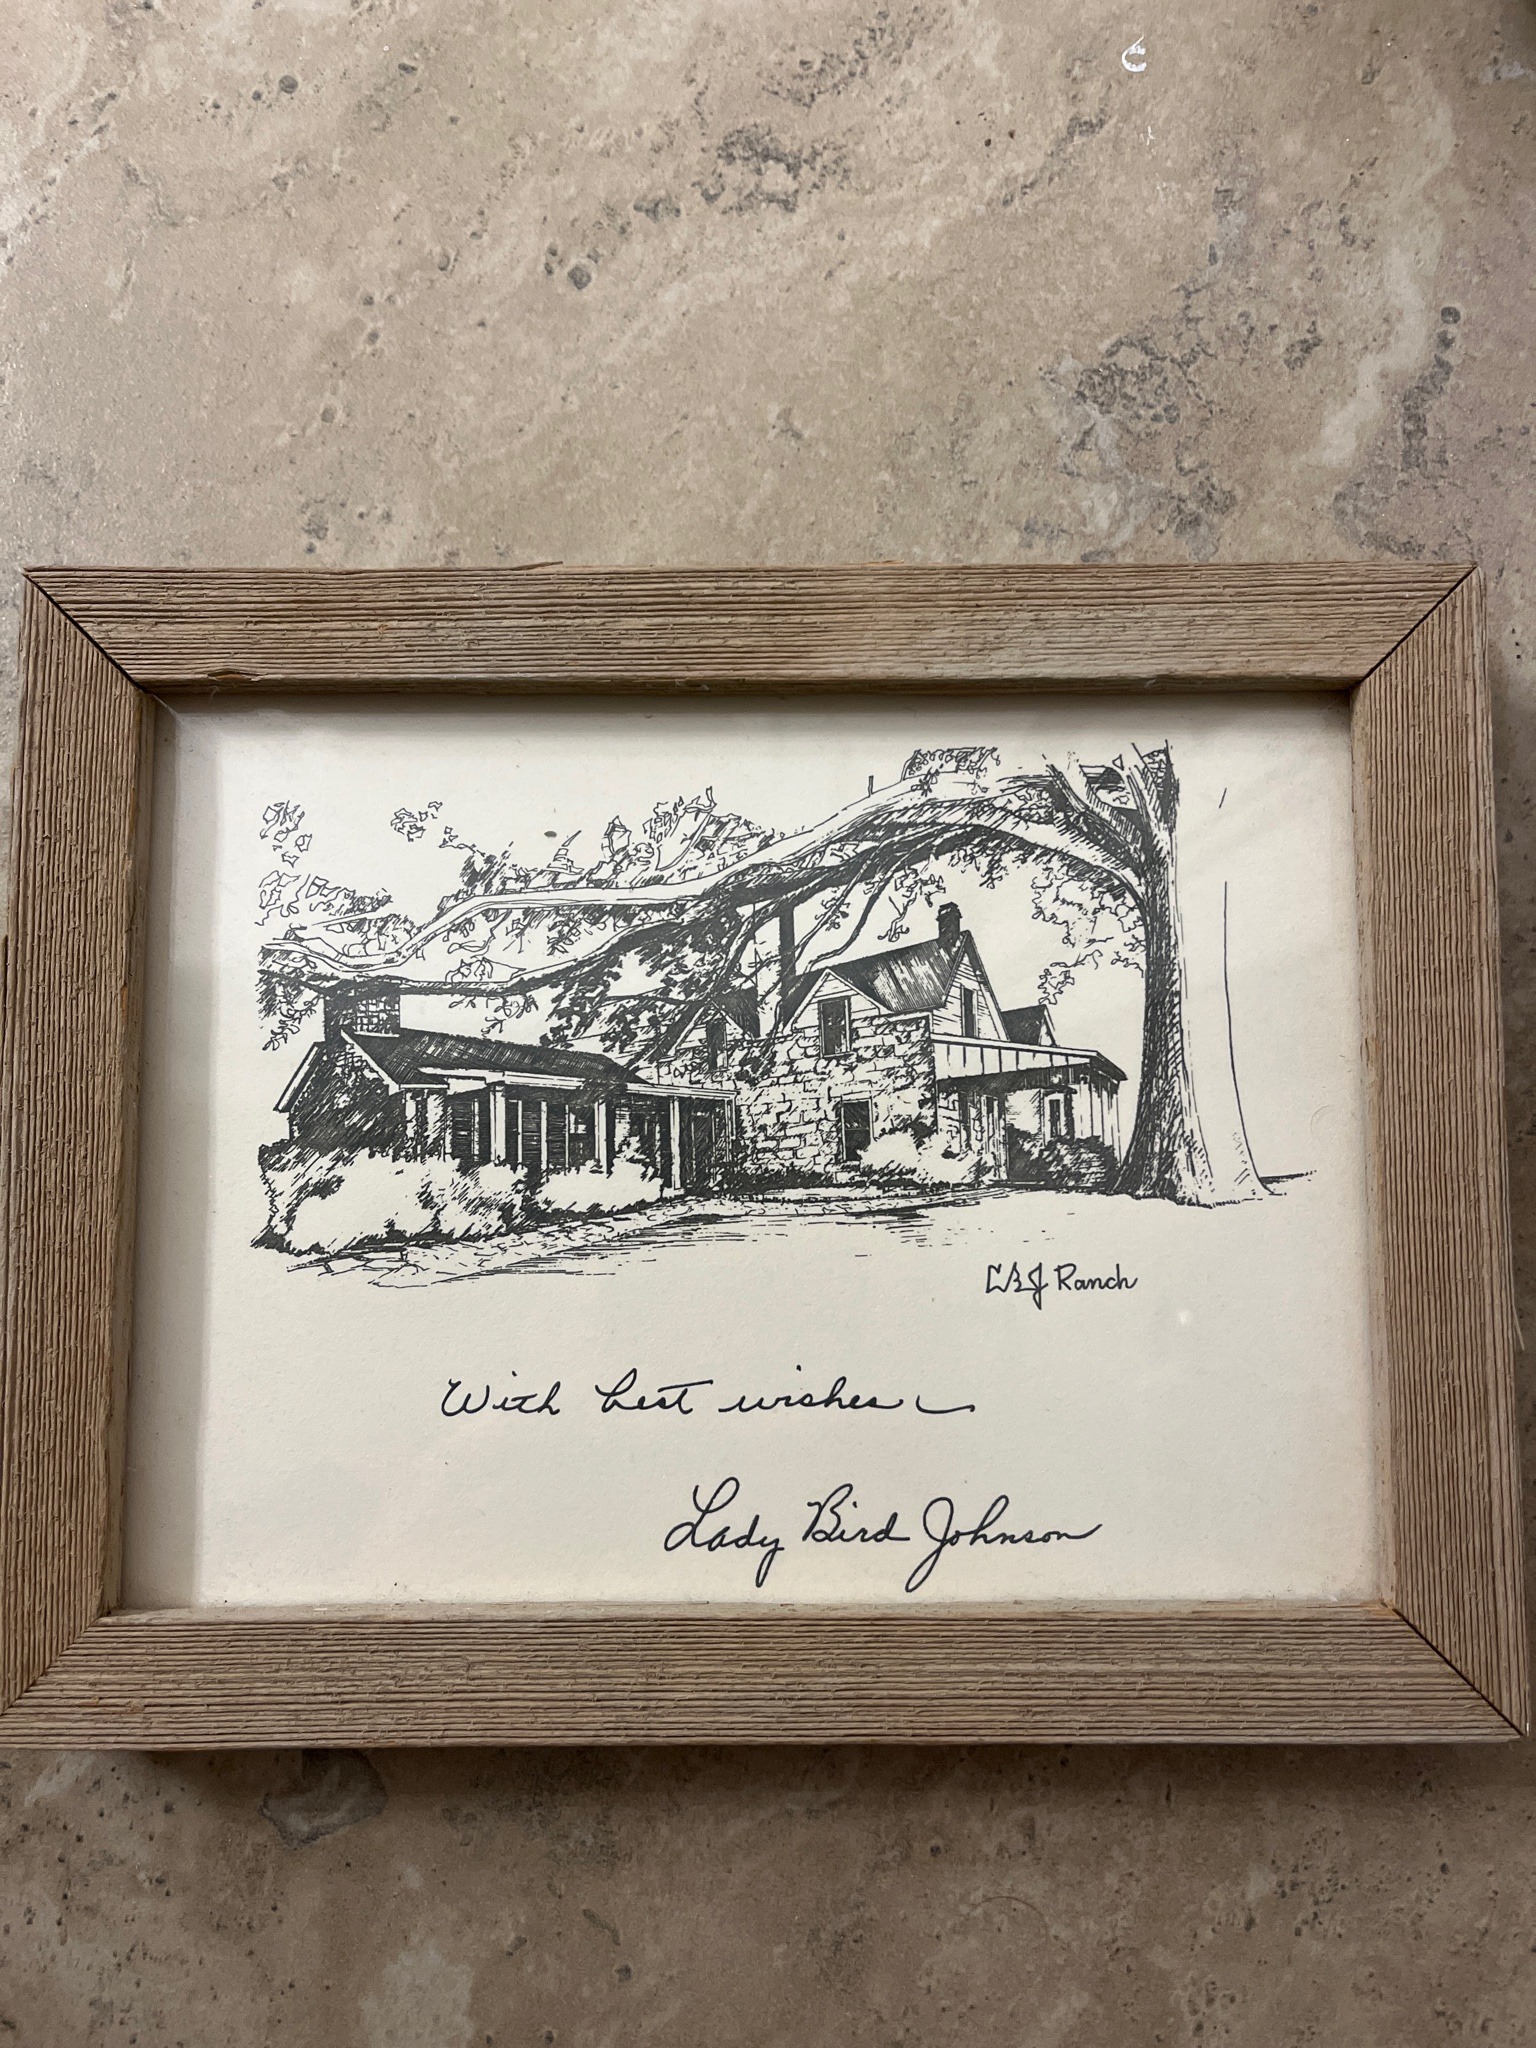 LBJ Ranch
With best wishes
Lady Bird Johnson